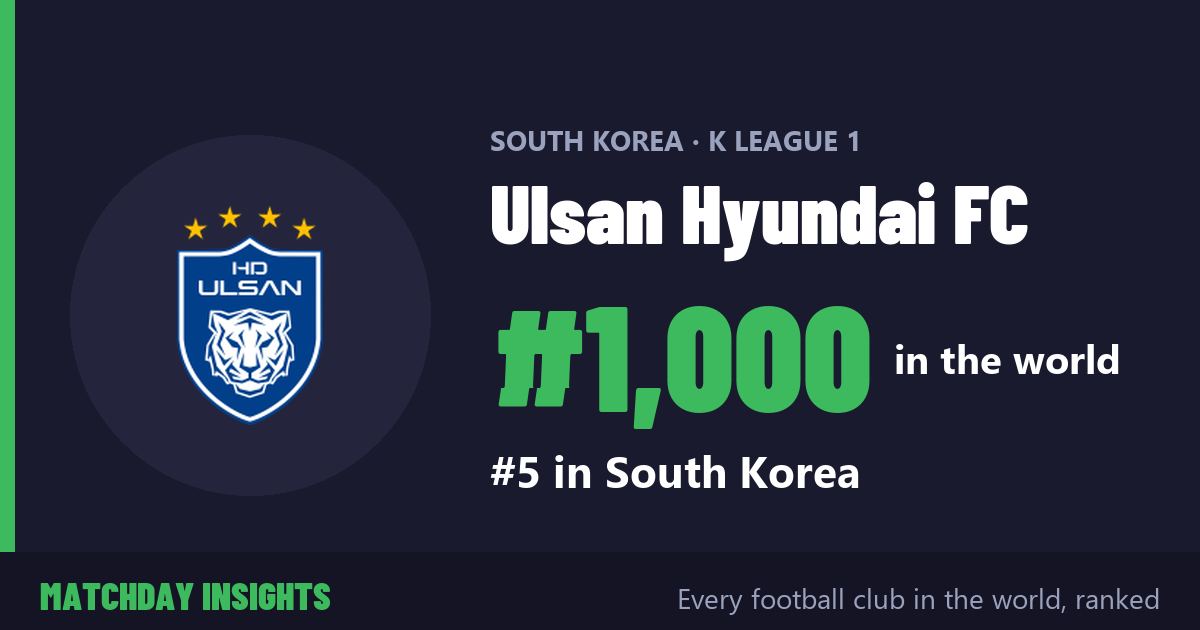 SOUTH KOREA · K LEAGUE 1
Ulsan Hyundai FC
HD
ULSAN
#1,000 in the world
#5 in South Korea
MATCHDAY INSIGHTS
Every football club in the world, ranked